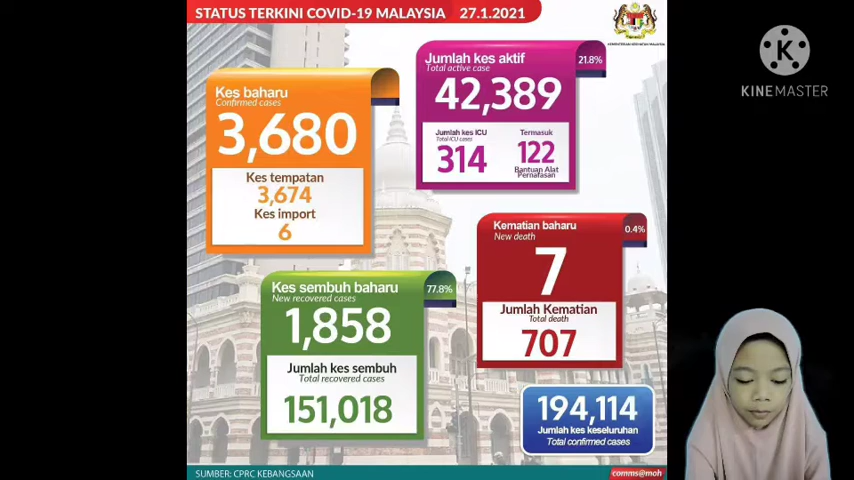 STATUS TERKINI COVID-19 MALAYSIA 27.1.2021
KEMENTERIAN KESIHATAN MALAYSIA
KINEMASTER
Kes baharu
Confirmed cases
3,680
Kes tempatan
3,674
Kes import
6
Jumlah kes aktif
Total active case
21.8%
42,389
Jumlah kes ICU
Total ICU cases
314
Termasuk
122
Bantuan Alat
Pernafasan
Kematian baharu
New death
0.4%
7
Jumlah Kematian
Total death
707
Kes sembuh baharu
New recovered cases
77.8%
1,858
Jumlah kes sembuh
Total recovered cases
151,018
194,114
Jumlah kes keseluruhan
Total confirmed cases
SUMBER: CPRC KEBANGSAAN
comms@moh